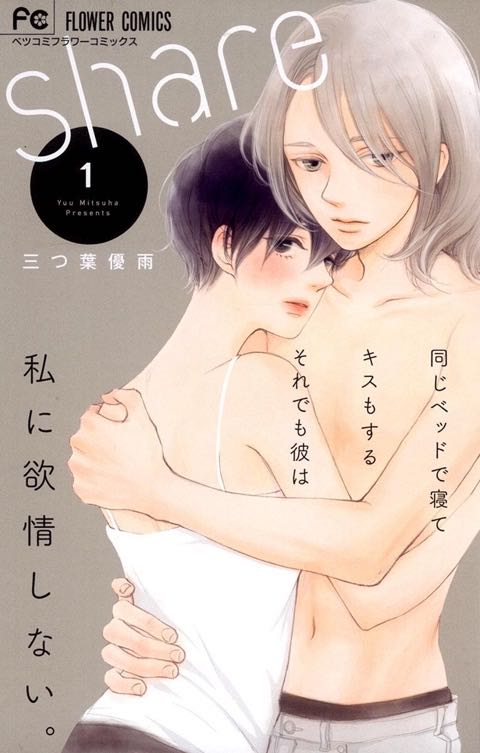 FC FLOWER COMICS
ベツコミフラワーコミックス
share
1
Yuu Mitsuha
Presents
三つ葉優雨
同じベッドで寝て
キスもする
それでも彼は
私に欲情しない。